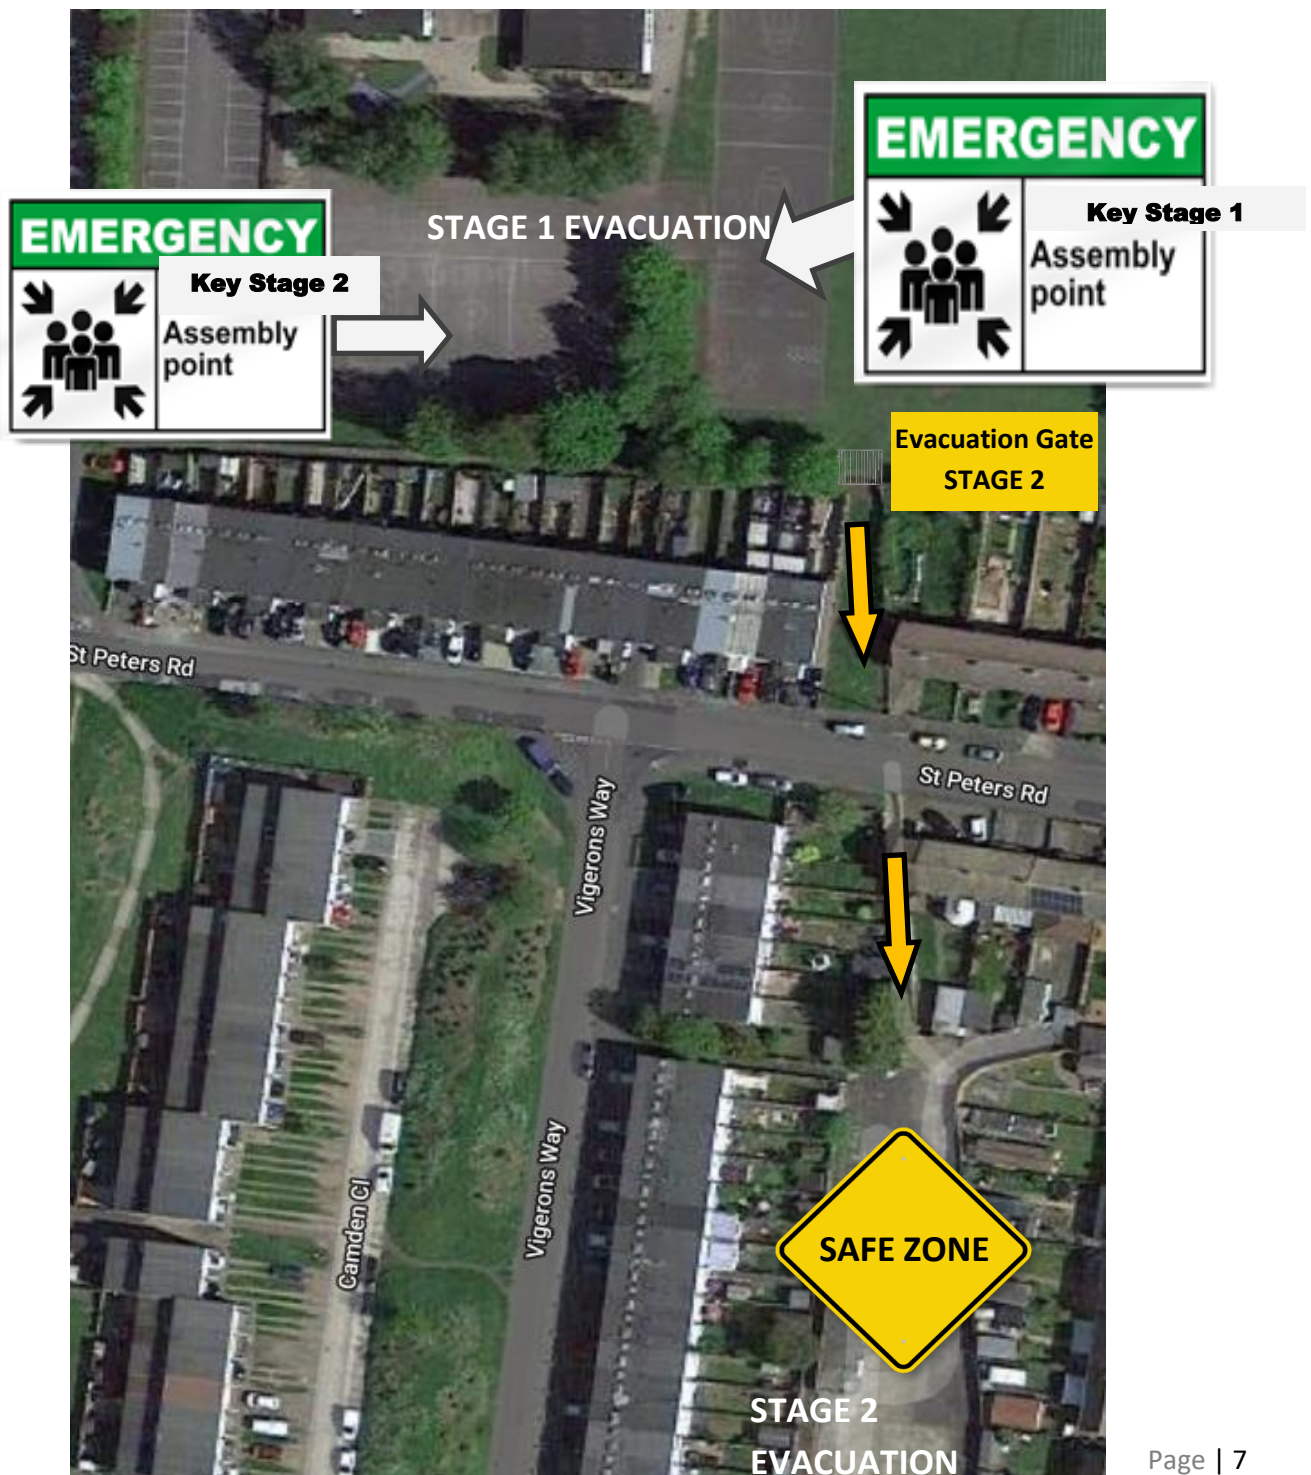 EMERGENCY
Key Stage 1
Assembly
point
STAGE 1 EVACUATION
EMERGENCY
Key Stage 2
Assembly
point
Evacuation Gate
STAGE 2
St Peters Rd
St Peters Rd
Vigerons Way
Vigerons Way
Camden Cl
SAFE ZONE
STAGE 2
EVACUATION
Page | 7